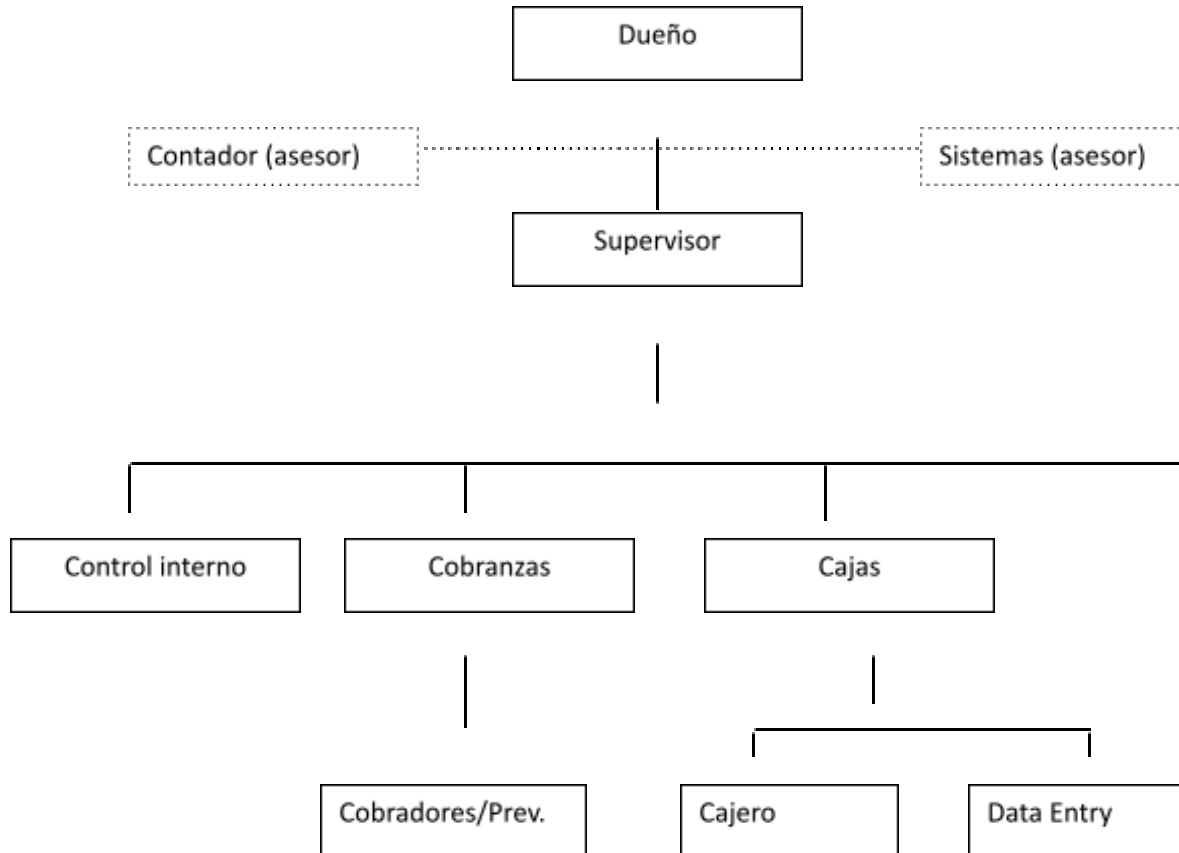 Dueño
Contador (asesor)
Sistemas (asesor)
Supervisor
Control interno
Cobranzas
Cajas
Cobradores/Prev.
Cajero
Data Entry